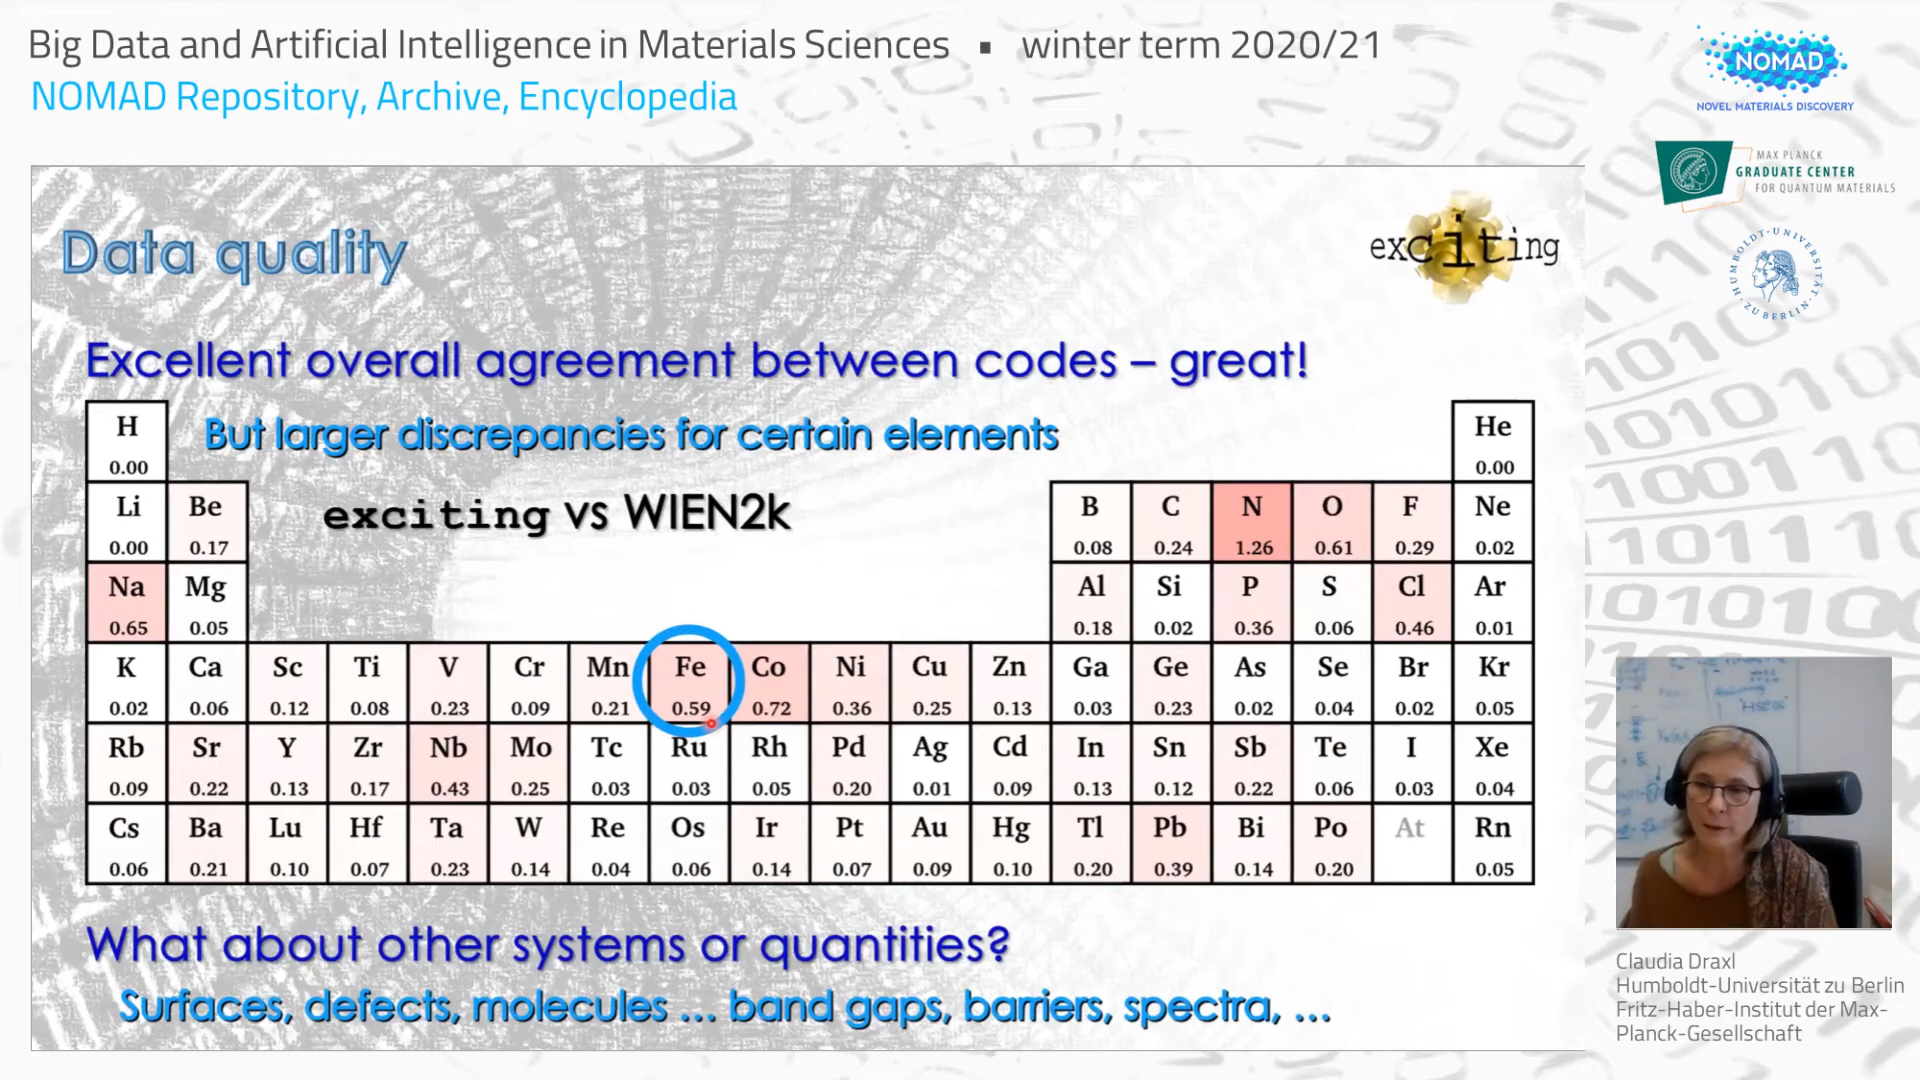 Big Data and Artificial Intelligence in Materials Sciences ▪ winter term 2020/21
NOMAD Repository, Archive, Encyclopedia
NOMAD
NOVEL MATERIALS DISCOVERY
MAX PLANCK
GRADUATE CENTER
FOR QUANTUM MATERIALS
HUMBOLDT-UNIVERSITÄT ZU BERLIN
Data quality
exciting
Excellent overall agreement between codes – great!
But larger discrepancies for certain elements
exciting vs WIEN2k
H He
0.00 0.00
Li Be B C N O F Ne
0.00 0.17 0.08 0.24 1.26 0.61 0.29 0.02
Na Mg Al Si P S Cl Ar
0.65 0.05 0.18 0.02 0.36 0.06 0.46 0.01
K Ca Sc Ti V Cr Mn Fe Co Ni Cu Zn Ga Ge As Se Br Kr
0.02 0.06 0.12 0.08 0.23 0.09 0.21 0.59 0.72 0.36 0.25 0.13 0.03 0.23 0.02 0.04 0.02 0.05
Rb Sr Y Zr Nb Mo Tc Ru Rh Pd Ag Cd In Sn Sb Te I Xe
0.09 0.22 0.13 0.17 0.43 0.25 0.03 0.03 0.05 0.20 0.01 0.09 0.13 0.12 0.22 0.06 0.03 0.04
Cs Ba Lu Hf Ta W Re Os Ir Pt Au Hg Tl Pb Bi Po At Rn
0.06 0.21 0.10 0.07 0.23 0.14 0.04 0.06 0.14 0.07 0.09 0.10 0.20 0.39 0.14 0.20 0.05
What about other systems or quantities?
Surfaces, defects, molecules ... band gaps, barriers, spectra, ...
Claudia Draxl
Humboldt-Universität zu Berlin
Fritz-Haber-Institut der Max-
Planck-Gesellschaft